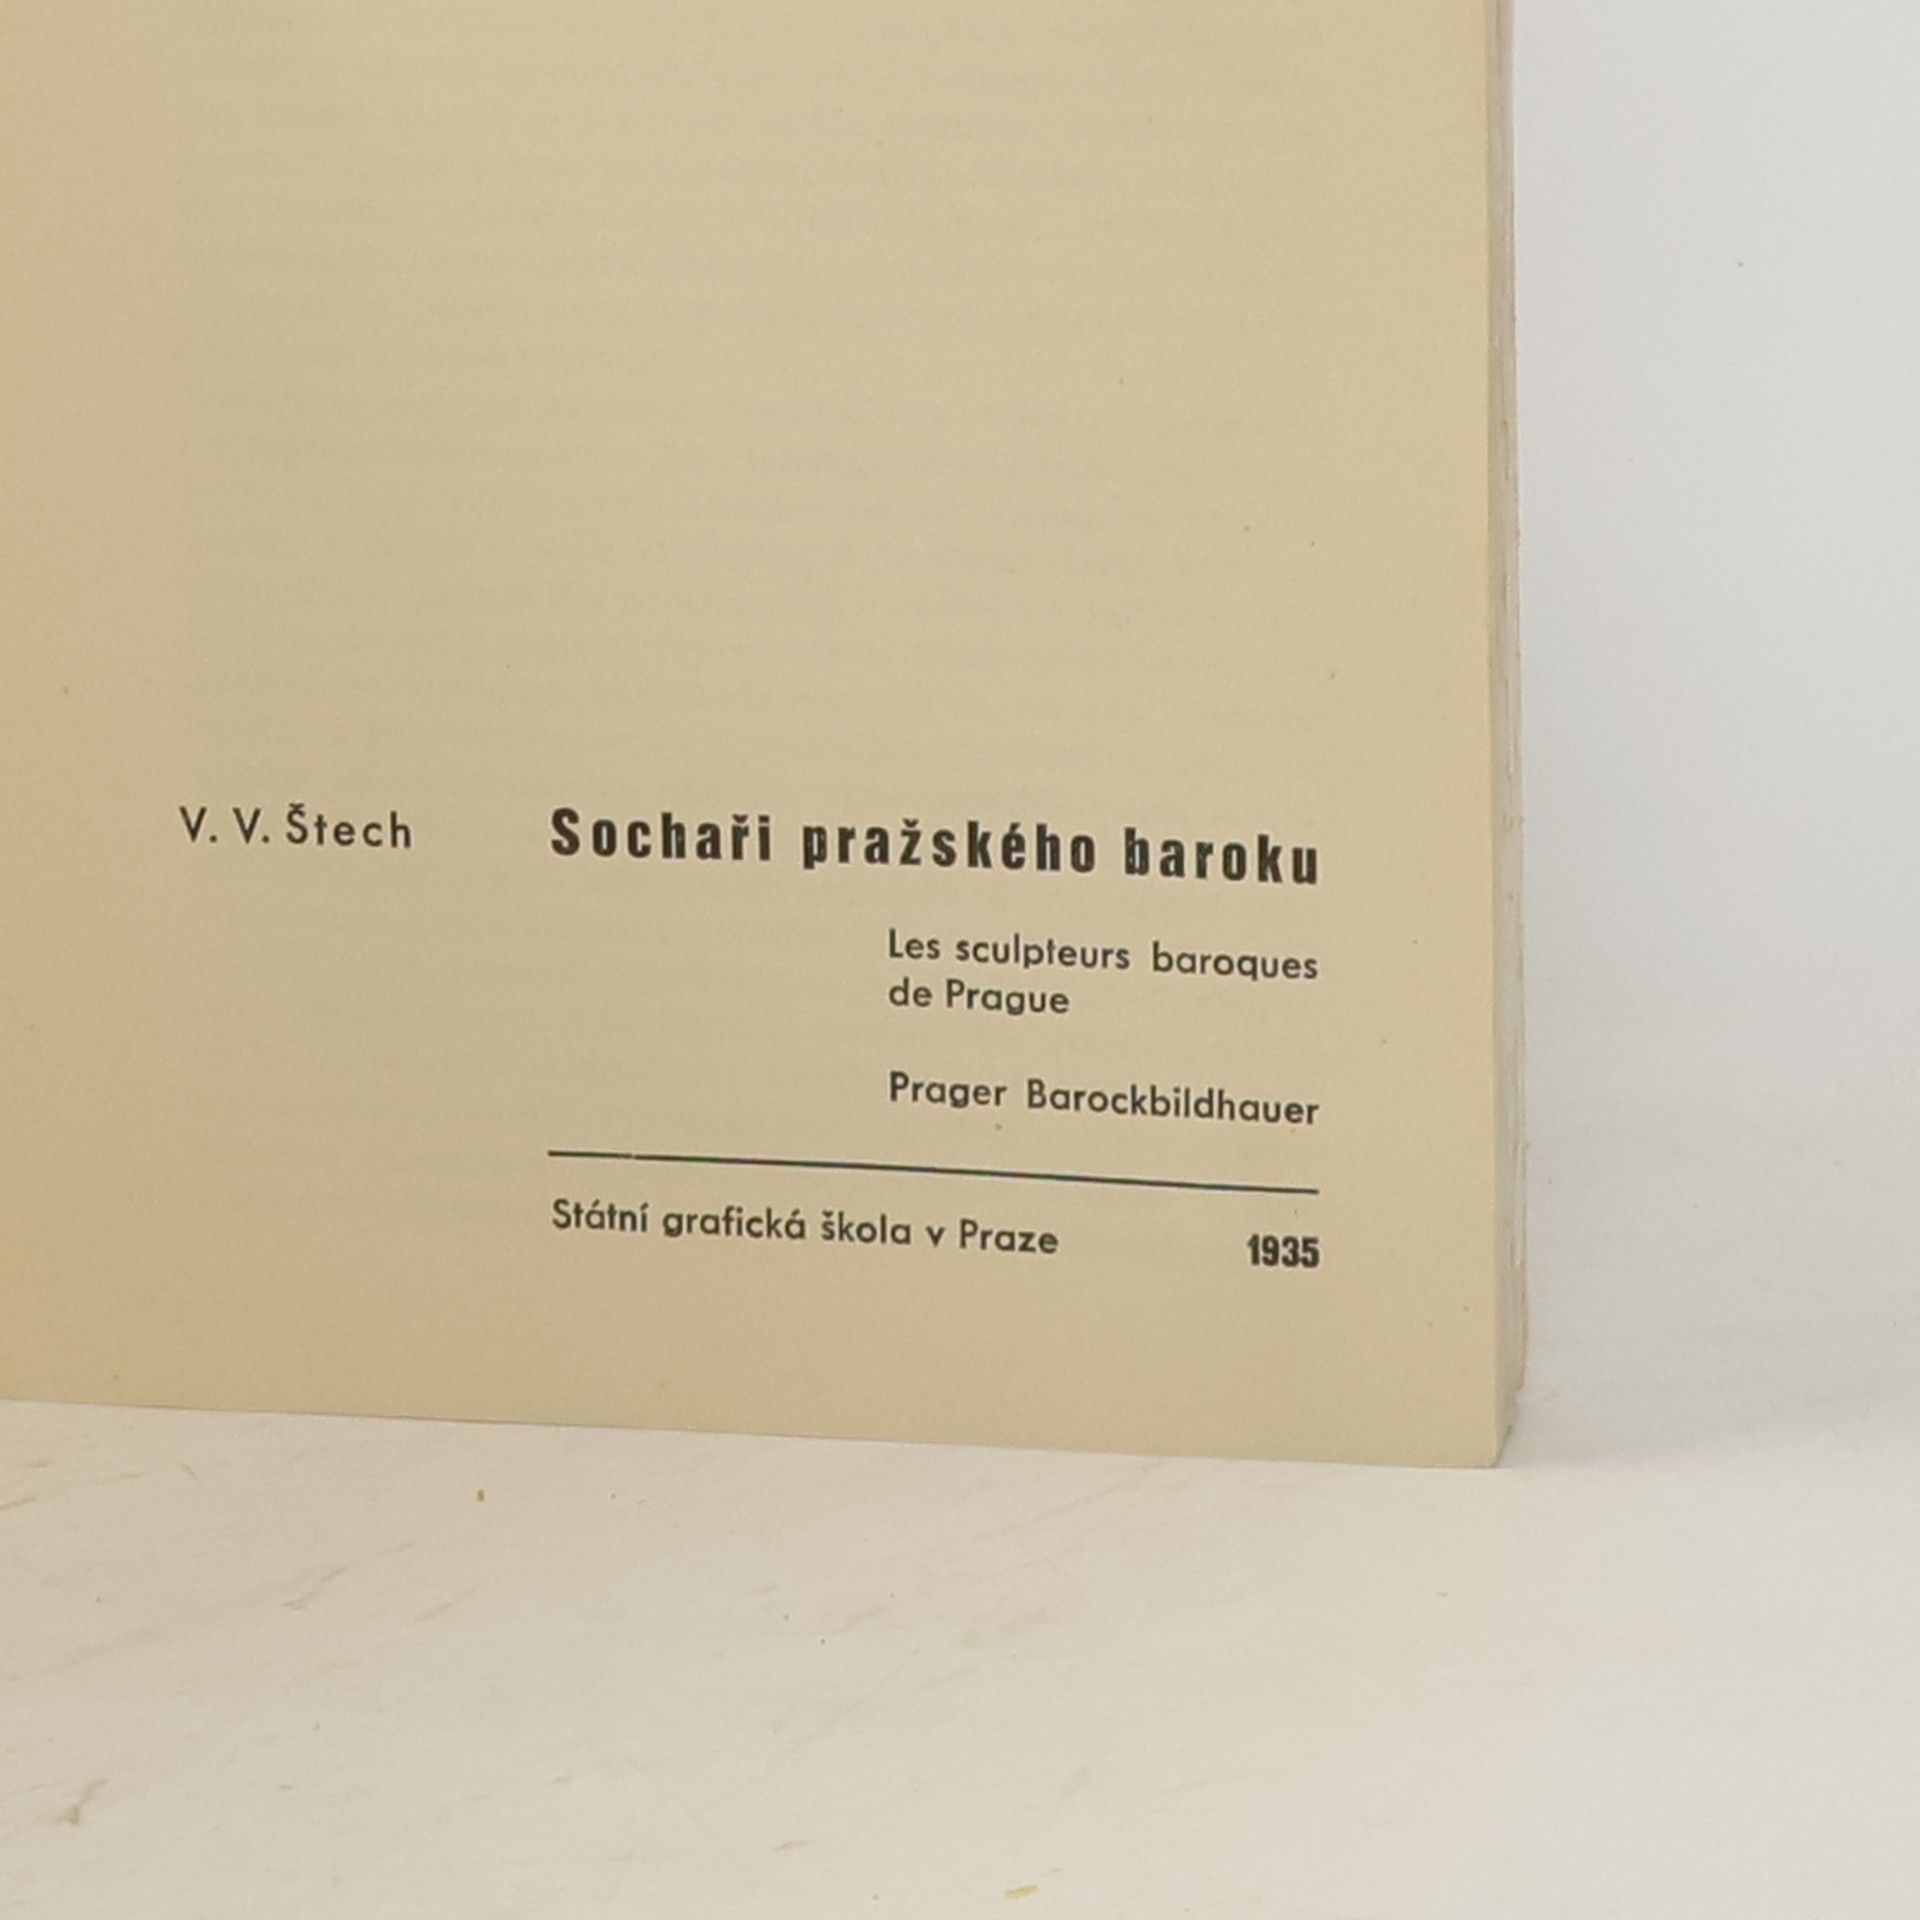 V. V. Štech
Sochaři pražského baroku
Les sculpteurs baroques
de Prague
Prager Barockbildhauer
Státní grafická škola v Praze
1935